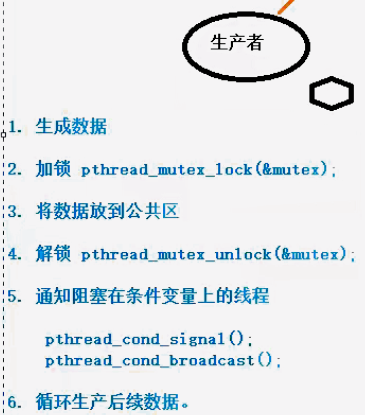 生产者
1. 生成数据
2. 加锁 pthread_mutex_lock(&mutex);
3. 将数据放到公共区
4. 解锁 pthread_mutex_unlock(&mutex);
5. 通知阻塞在条件变量上的线程
pthread_cond_signal();
pthread_cond_broadcast();
6. 循环生产后续数据。